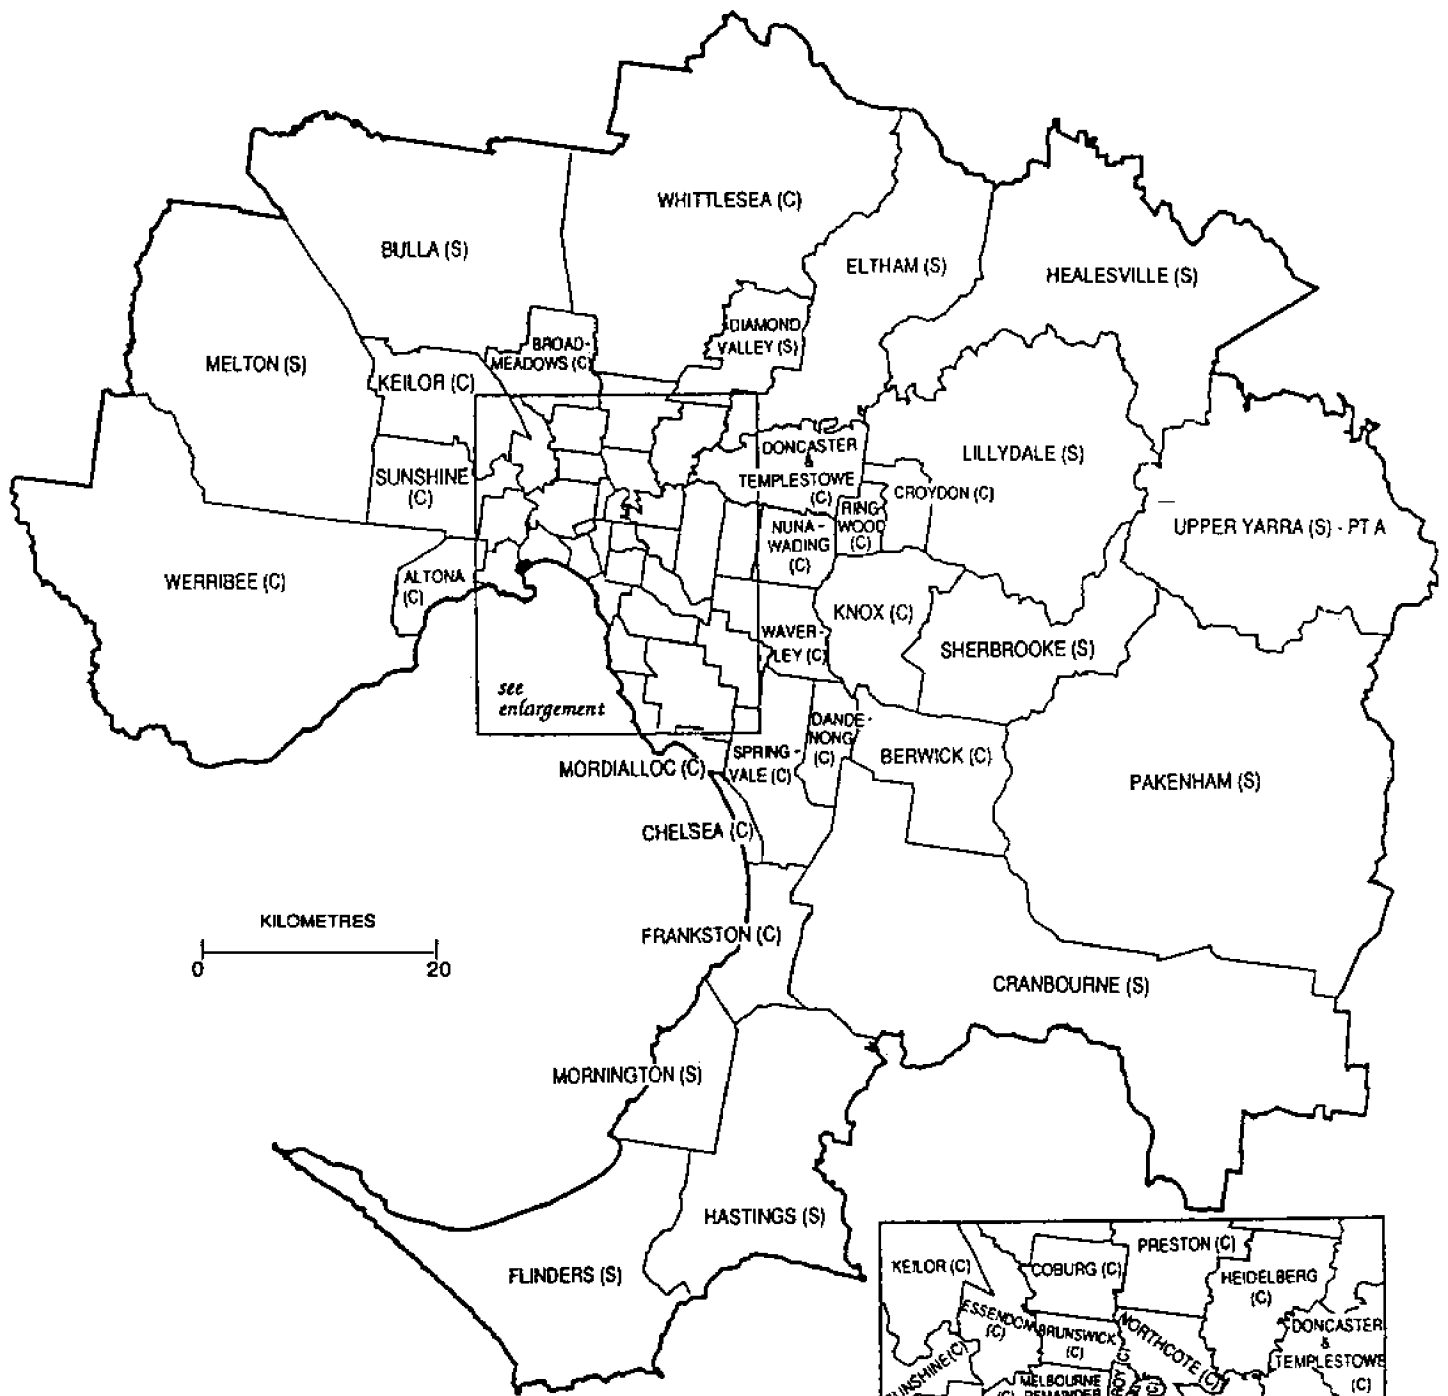 WHITTLESEA (C)
BULLA (S)
ELTHAM (S)
HEALESVILLE (S)
DIAMOND
VALLEY (S)
BROAD-
MEADOWS (C)
MELTON (S)
KEILOR (C)
DONCASTER
&
TEMPLESTOWE
(C)
LILLYDALE (S)
SUNSHINE
(C)
CROYDON (C)
RING
WOOD
(C)
NUNA-
WADING
(C)
UPPER YARRA (S) - PT A
WERRIBEE (C)
ALTONA
(C)
KNOX (C)
WAVER-
LEY (C)
SHERBROOKE (S)
see
enlargement
DANDE-
NONG
(C)
SPRING-
VALE (C)
BERWICK (C)
MORDIALLOC (C)
PAKENHAM (S)
CHELSEA (C)
KILOMETRES
0 20
FRANKSTON (C)
CRANBOURNE (S)
MORNINGTON (S)
HASTINGS (S)
FLINDERS (S)
PRESTON (C)
KEILOR (C)
COBURG (C)
HEIDELBERG
(C)
ESSENDON
(C)
BRUNSWICK
(C)
NORTHCOTE (C)
DONCASTER
&
TEMPLESTOWE
(C)
MELBOURNE